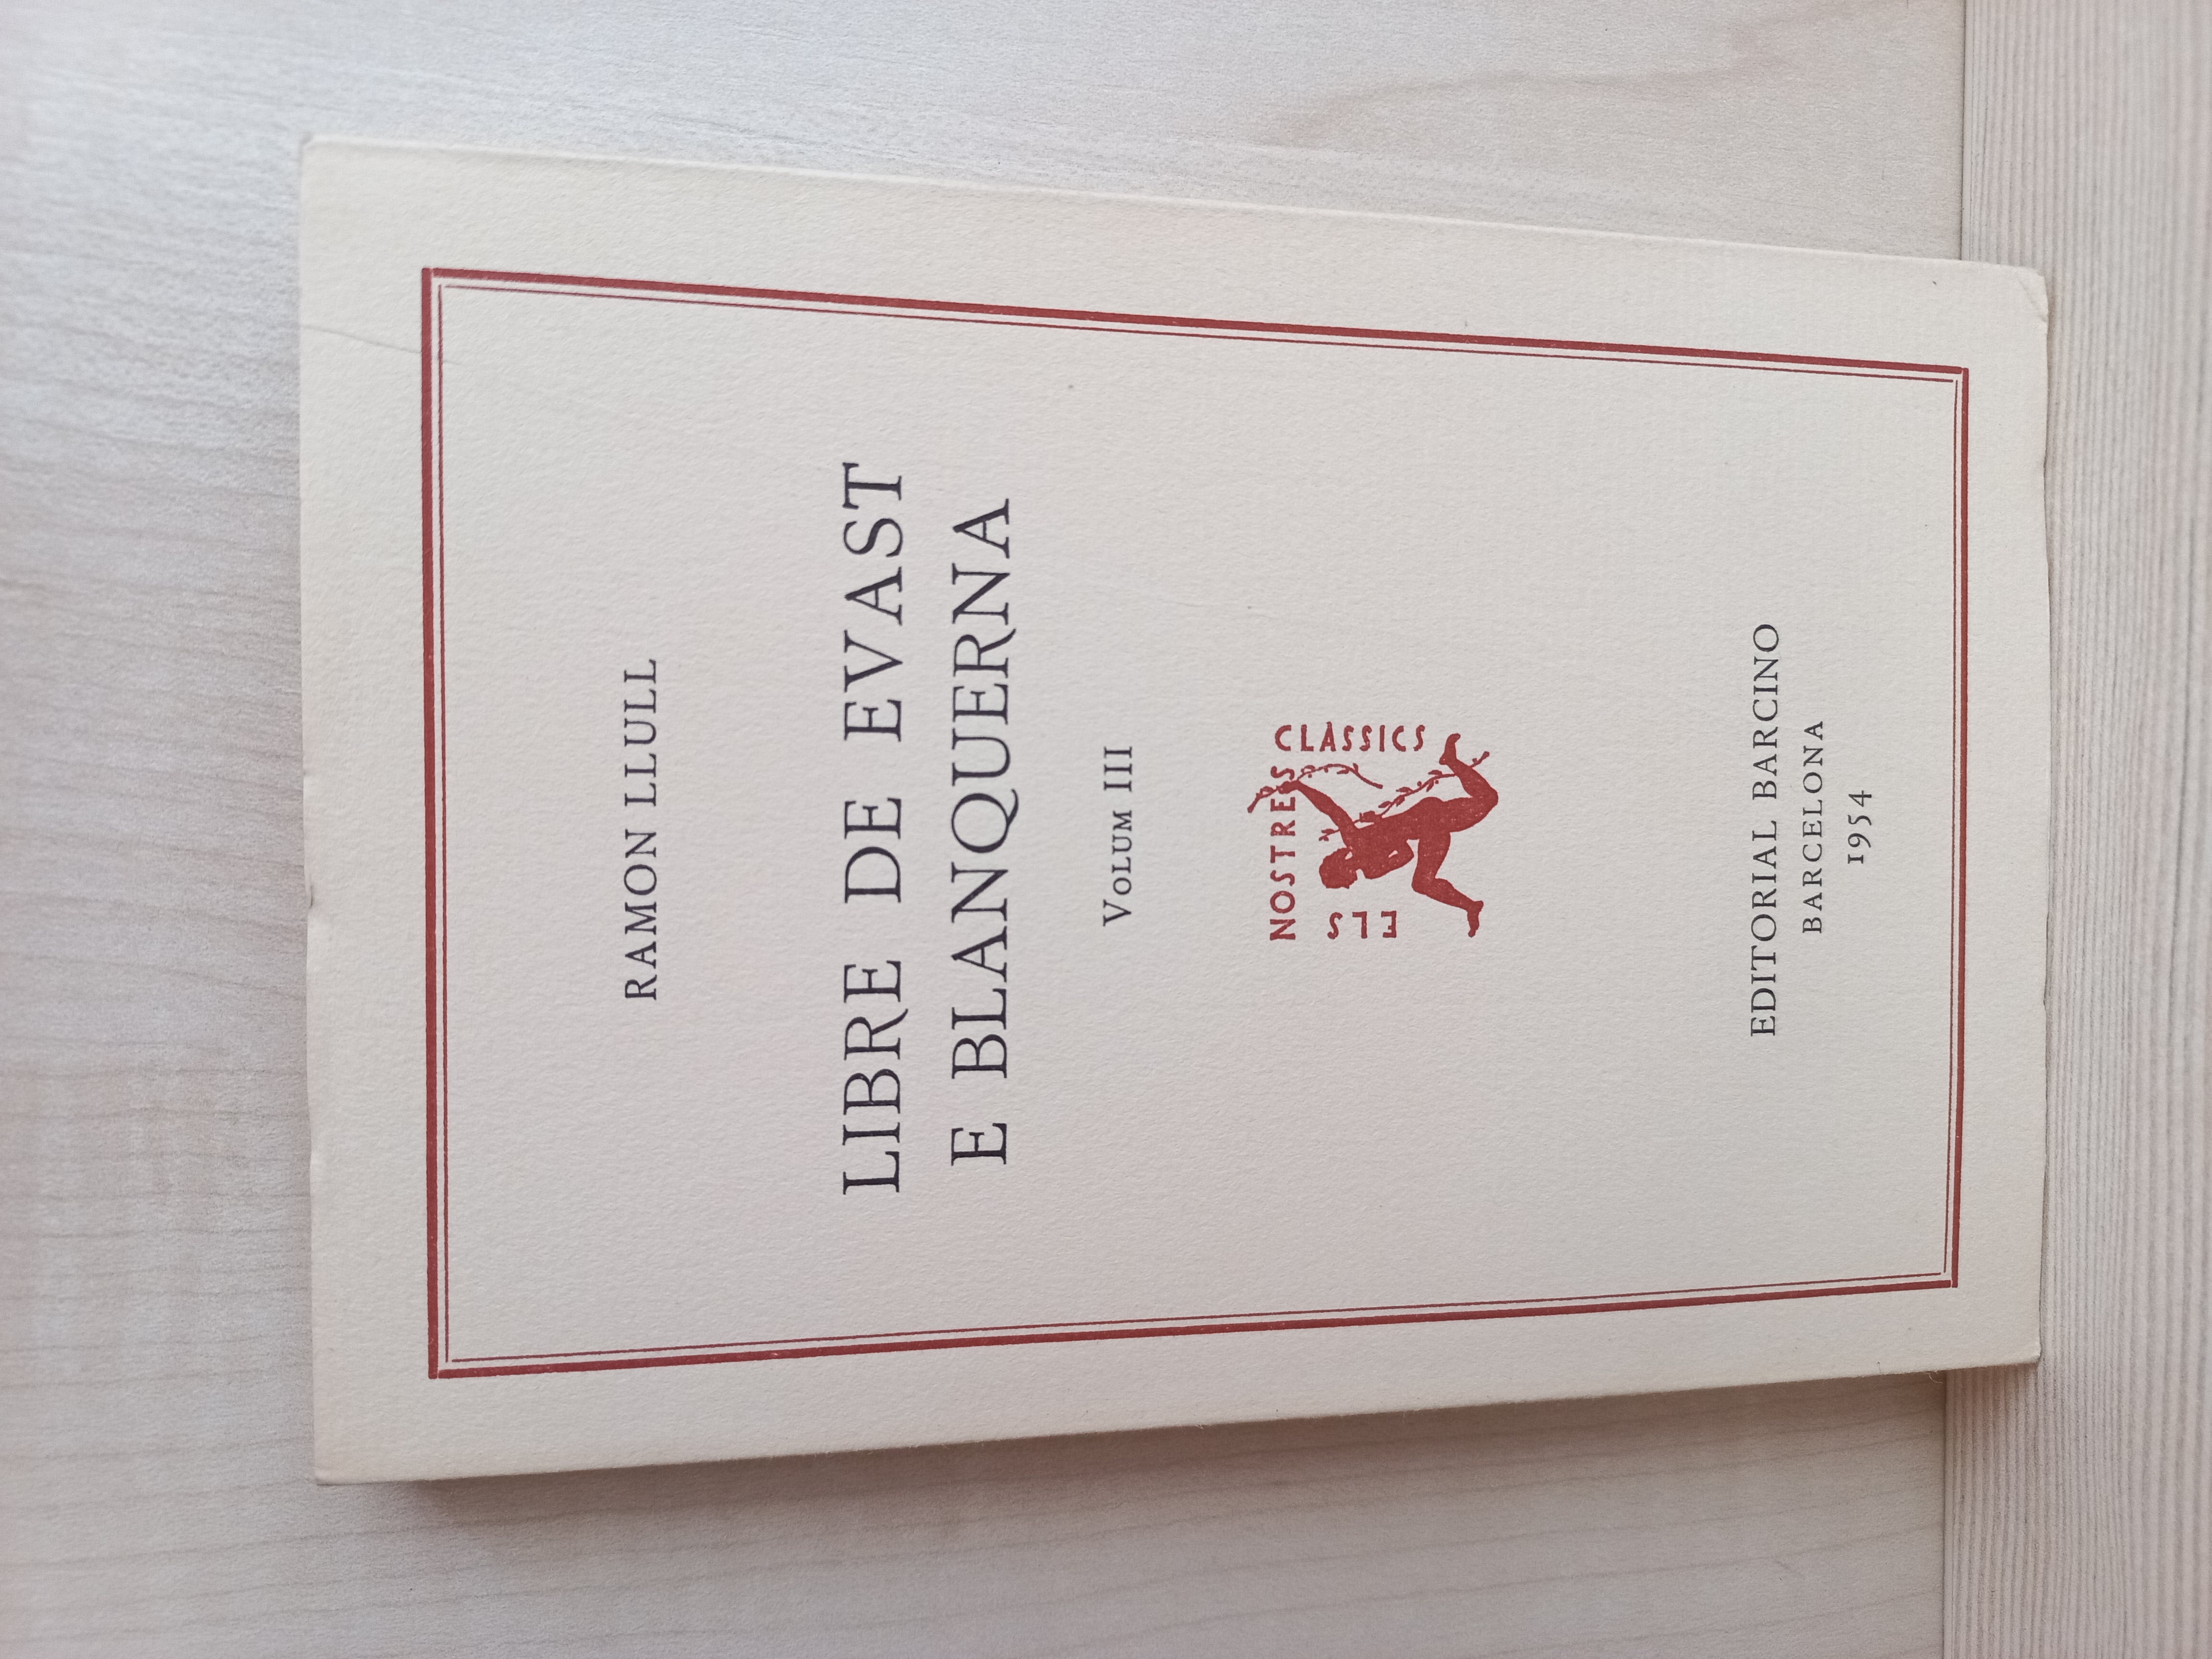 RAMON LLULL
LIBRE DE EVAST
E BLANQUERNA
VOLUM III
ELS
NOSTRES
CLÀSSICS
EDITORIAL BARCINO
BARCELONA
1954